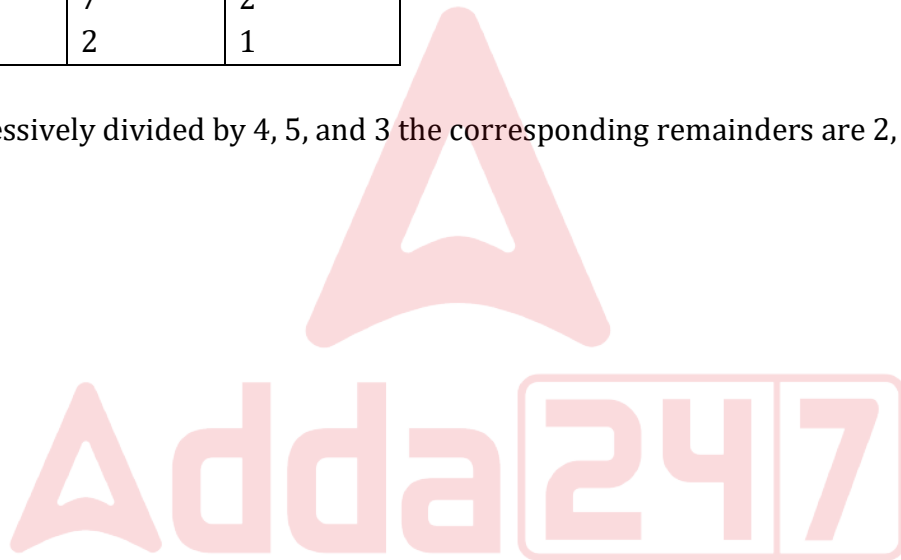 7 2
2 1
essively divided by 4, 5, and 3 the corresponding remainders are 2,
Adda247